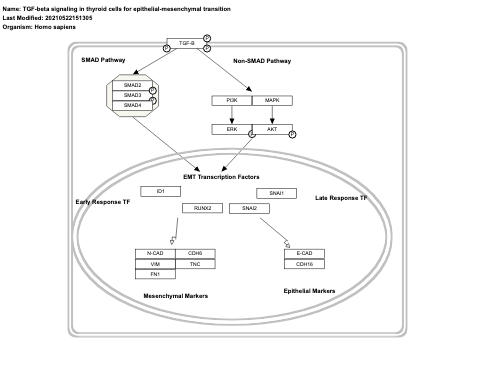 Name: TGF-beta signaling in thyroid cells for epithelial-mesenchymal transition
Last Modified: 20210522151305
Organism: Homo sapiens
TGF-B
P
P
P
SMAD Pathway
Non-SMAD Pathway
SMAD2
SMAD3
SMAD4
P
P
PI3K
MAPK
ERK
AKT
P
EMT Transcription Factors
ID1
SNAI1
Early Response TF
Late Response TF
RUNX2
SNAI2
N-CAD
CDH6
VIM
TNC
FN1
E-CAD
CDH16
Mesenchymal Markers
Epithelial Markers